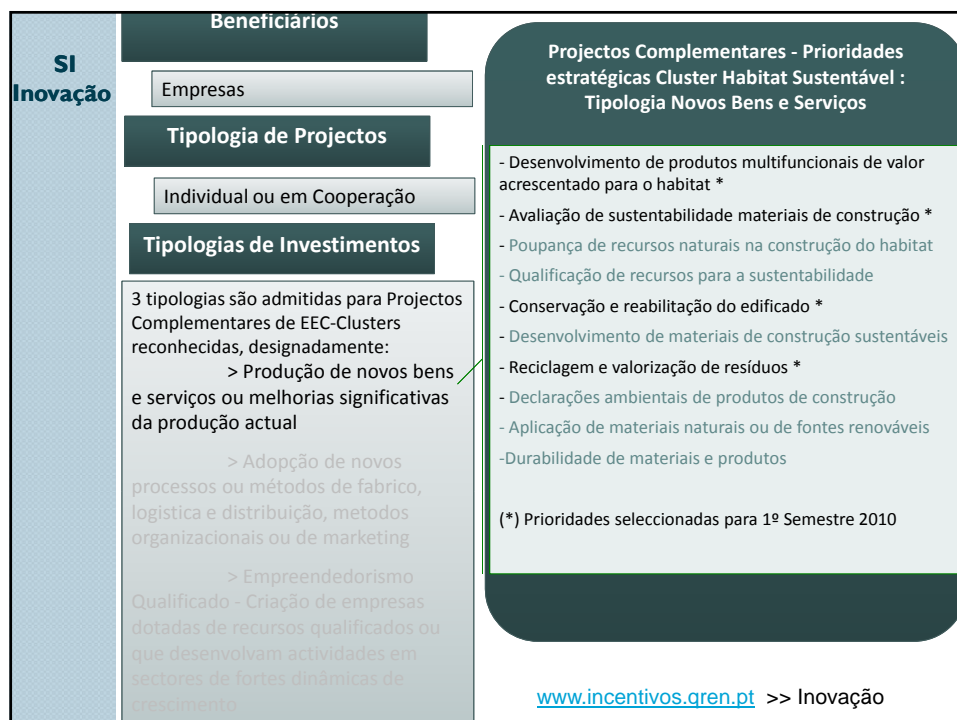 SI
Inovação
Beneficiários
Empresas
Tipologia de Projectos
Individual ou em Cooperação
Tipologias de Investimentos
3 tipologias são admitidas para Projectos
Complementares de EEC-Clusters
reconhecidas, designadamente:
> Produção de novos bens
e serviços ou melhorias significativas
da produção actual
> Adopção de novos
processos ou métodos de fabrico,
logistica e distribuição, metodos
organizacionais ou de marketing
> Empreendedorismo
Qualificado - Criação de empresas
dotadas de recursos qualificados ou
que desenvolvam actividades em
sectores de fortes dinâmicas de
crescimento
Projectos Complementares - Prioridades
estratégicas Cluster Habitat Sustentável :
Tipologia Novos Bens e Serviços
- Desenvolvimento de produtos multifuncionais de valor
acrescentado para o habitat *
- Avaliação de sustentabilidade materiais de construção *
- Poupança de recursos naturais na construção do habitat
- Qualificação de recursos para a sustentabilidade
- Conservação e reabilitação do edificado *
- Desenvolvimento de materiais de construção sustentáveis
- Reciclagem e valorização de resíduos *
- Declarações ambientais de produtos de construção
- Aplicação de materiais naturais ou de fontes renováveis
-Durabilidade de materiais e produtos
(*) Prioridades seleccionadas para 1º Semestre 2010
www.incentivos.qren.pt >> Inovação